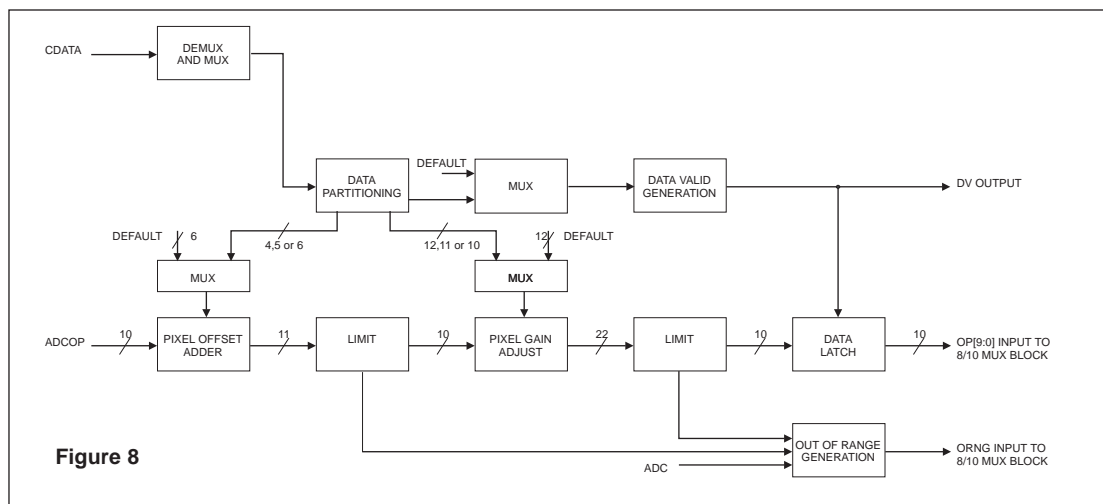 CDATA
DEMUX
AND MUX
DATA
PARTITIONING
DEFAULT
MUX
DATA VALID
GENERATION
DV OUTPUT
DEFAULT
6
4,5 or 6
12,11 or 10
12
DEFAULT
MUX
MUX
ADCOP
10
PIXEL OFFSET
ADDER
11
LIMIT
10
PIXEL GAIN
ADJUST
22
LIMIT
10
DATA
LATCH
10
OP[9:0] INPUT TO
8/10 MUX BLOCK
OUT OF RANGE
GENERATION
ADC
ORNG INPUT TO
8/10 MUX BLOCK
Figure 8